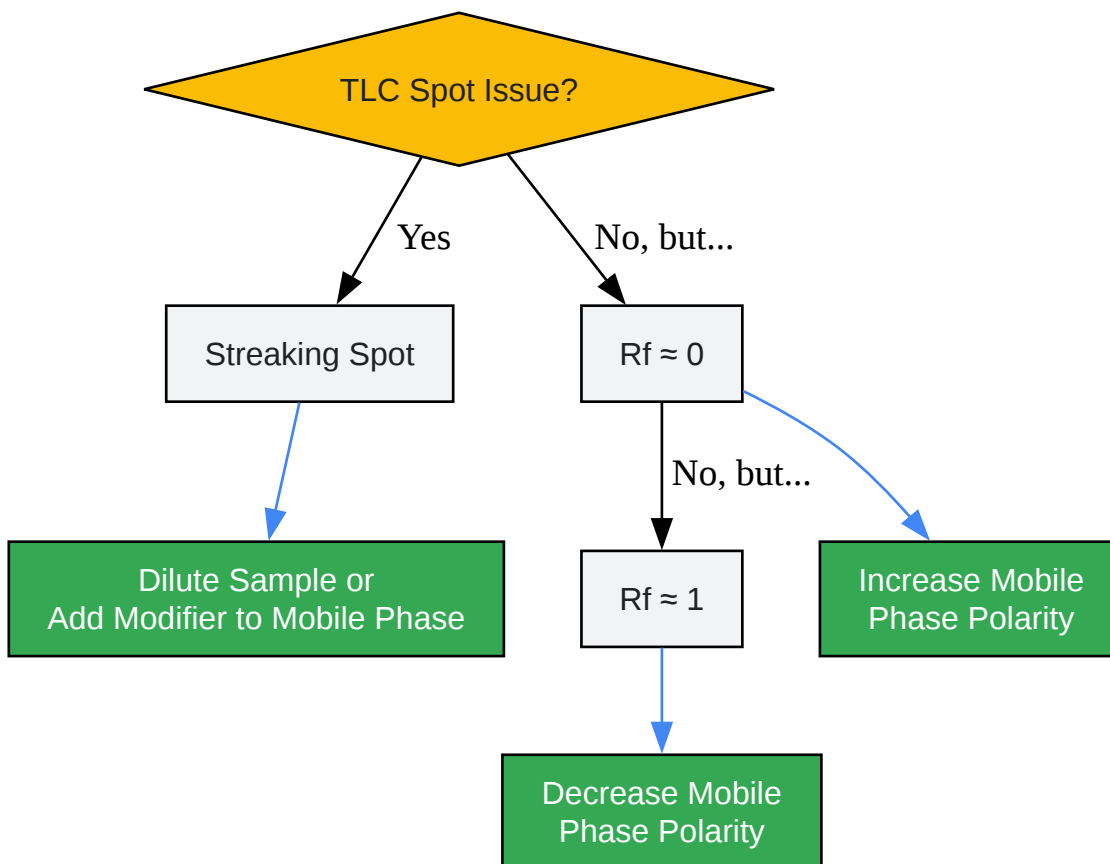 TLC Spot Issue?
Yes
No, but...
Streaking Spot
Rf ≈ 0
No, but...
Dilute Sample or
Add Modifier to Mobile Phase
Rf ≈ 1
Increase Mobile
Phase Polarity
Decrease Mobile
Phase Polarity